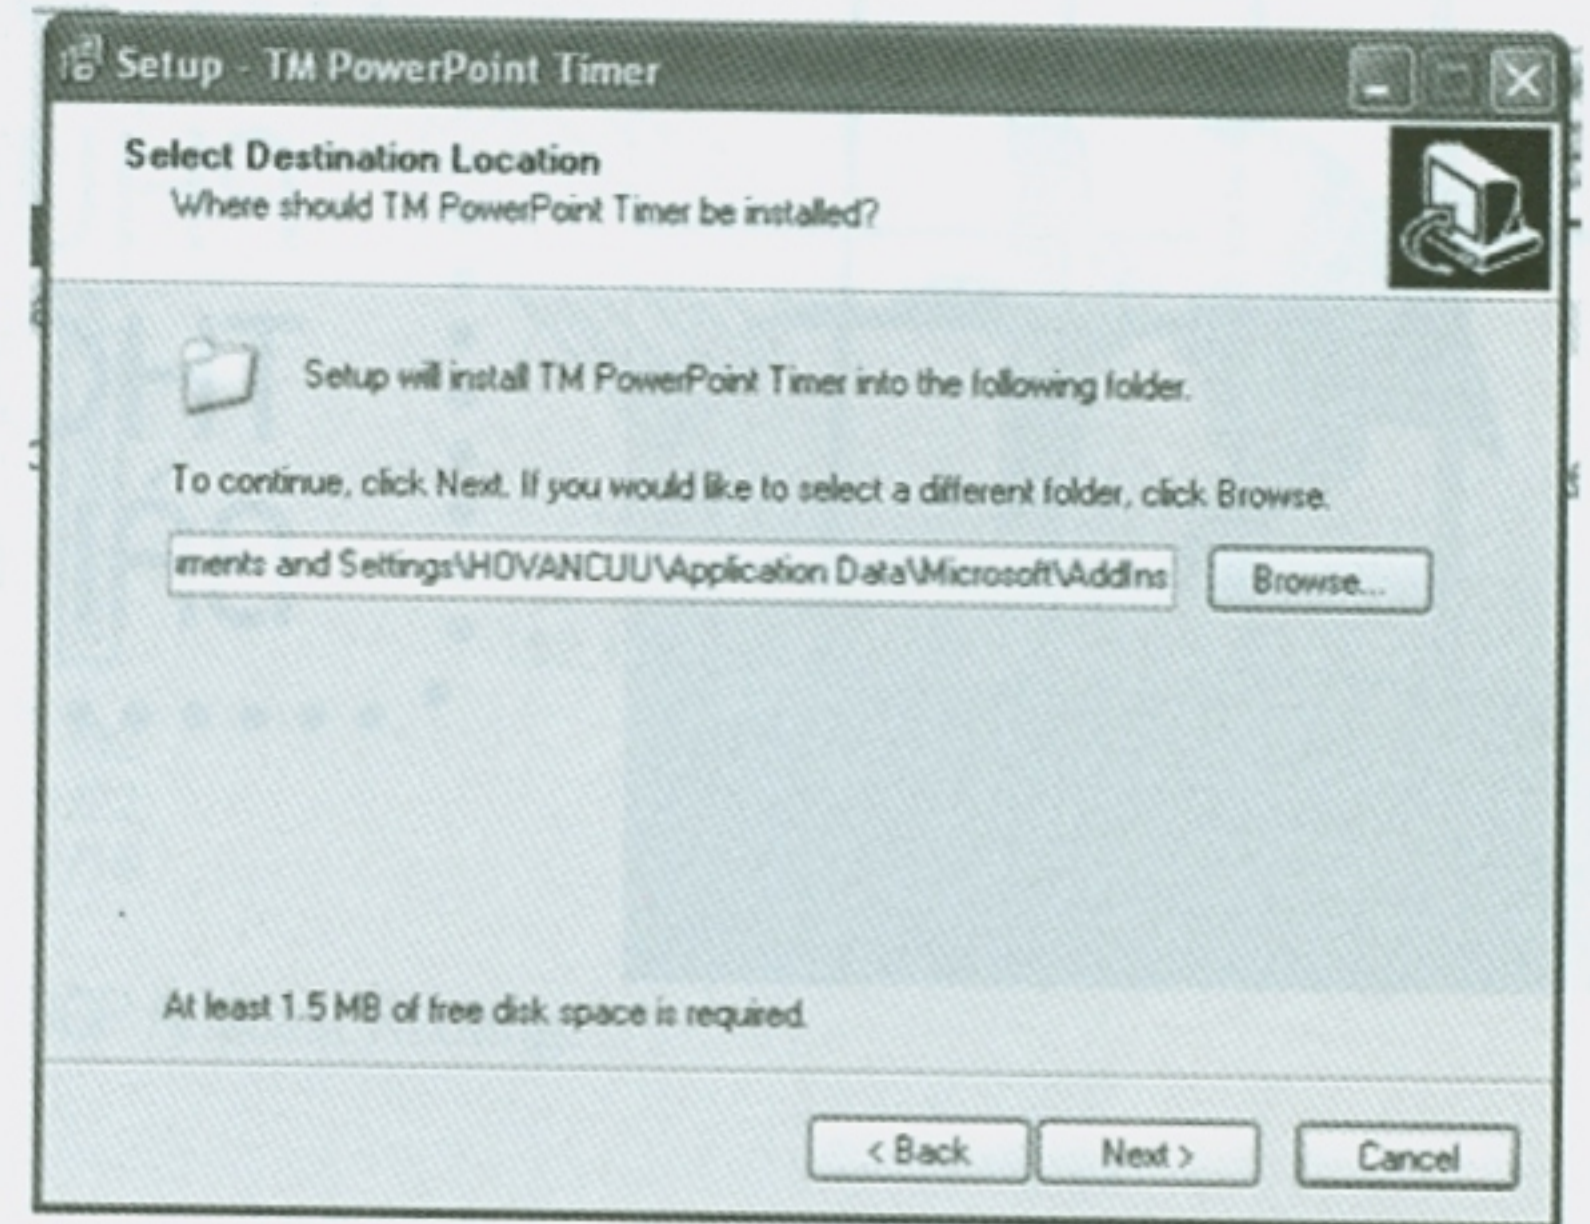 Setup - TM PowerPoint Timer
Select Destination Location
Where should TM PowerPoint Timer be installed?
Setup will install TM PowerPoint Timer into the following folder.
To continue, click Next. If you would like to select a different folder, click Browse.
ments and Settings\HOVANCUU\Application Data\Microsoft\AddIns
Browse...
At least 1.5 MB of free disk space is required.
< Back
Next >
Cancel